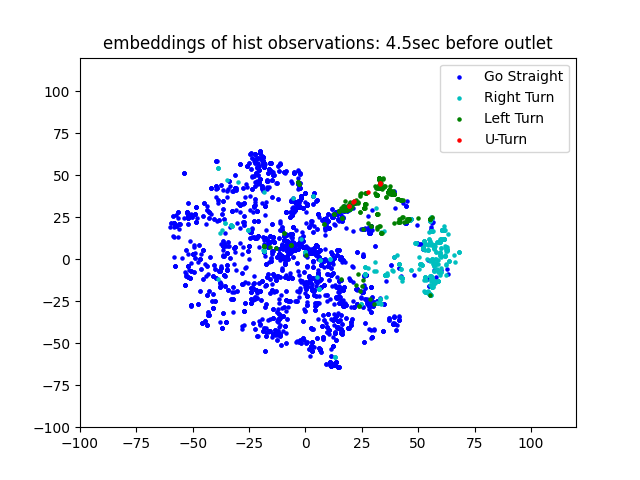 embeddings of hist observations: 4.5sec before outlet
Go Straight
Right Turn
Left Turn
U-Turn
100
75
50
25
0
−25
−50
−75
−100
−100 −75 −50 −25 0 25 50 75 100